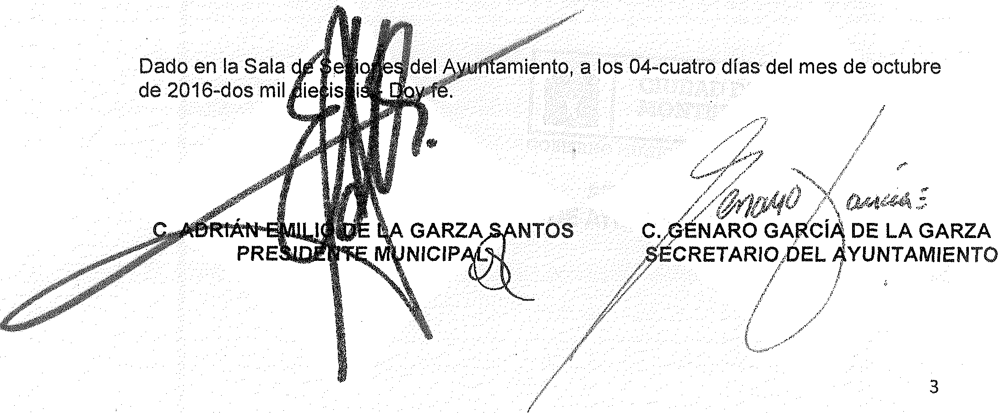 Dado en la Sala de Sesiones del Ayuntamiento, a los 04-cuatro días del mes de octubre
de 2016-dos mil dieciséis.- Doy fe.
Genaro García
C. ADRIÁN EMILIO DE LA GARZA SANTOS
PRESIDENTE MUNICIPAL
C. GENARO GARCÍA DE LA GARZA
SECRETARIO DEL AYUNTAMIENTO
3